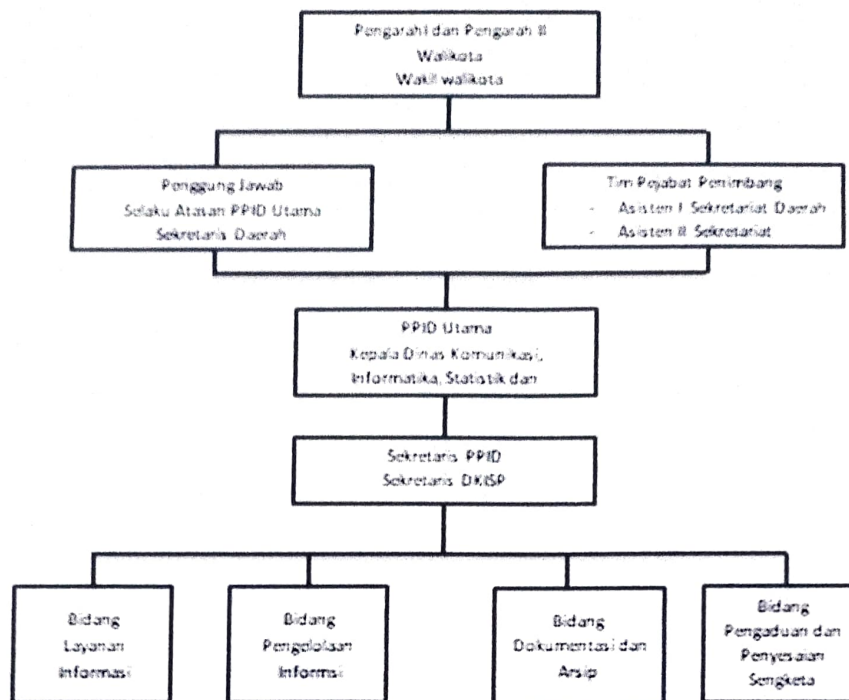 Pengarah I dan Pengarah II
Walikota
Wakil walikota
Penggung Jawab
Selaku Atasan PPID Utama
Sekretaris Daerah
Tim Pejabat Penimbang
- Asisten I Sekretariat Daerah
- Asisten II Sekretariat
PPID Utama
Kepala Dinas Komunikasi,
Informatika, Statistik dan
Sekretaris PPID
Sekretaris DKISP
Bidang
Layanan
Informasi
Bidang
Pengelolaan
Informsi
Bidang
Dokumentasi dan
Arsip
Bidang
Pengaduan dan
Penyesaian
Sengketa